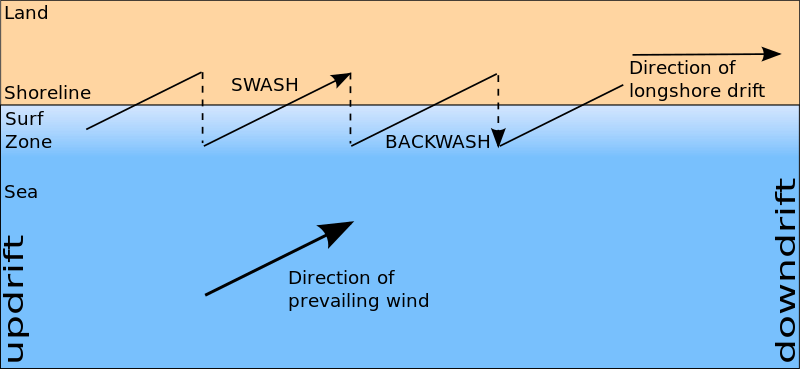 Land
SWASH
Direction of
longshore drift
Shoreline
Surf
Zone
BACKWASH
Sea
Direction of
prevailing wind
updrift
downdrift